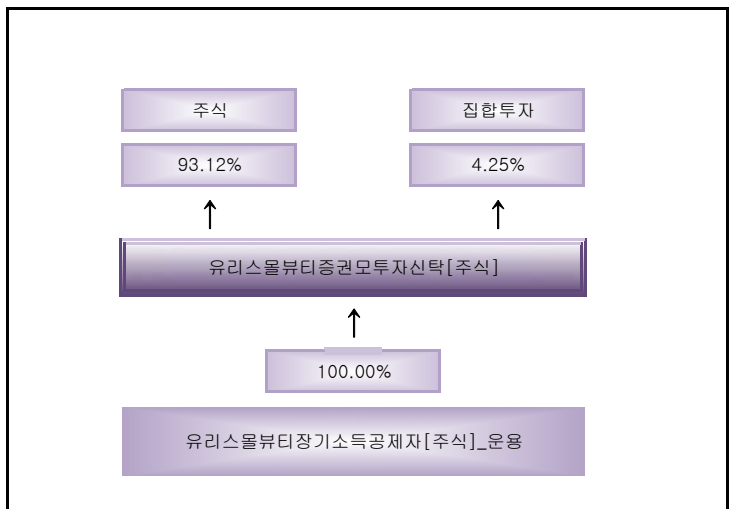 주식
집합투자
93.12%
4.25%
↑
↑
유리스몰뷰티증권모투자신탁[주식]
↑
100.00%
유리스몰뷰티장기소득공제자[주식]_운용